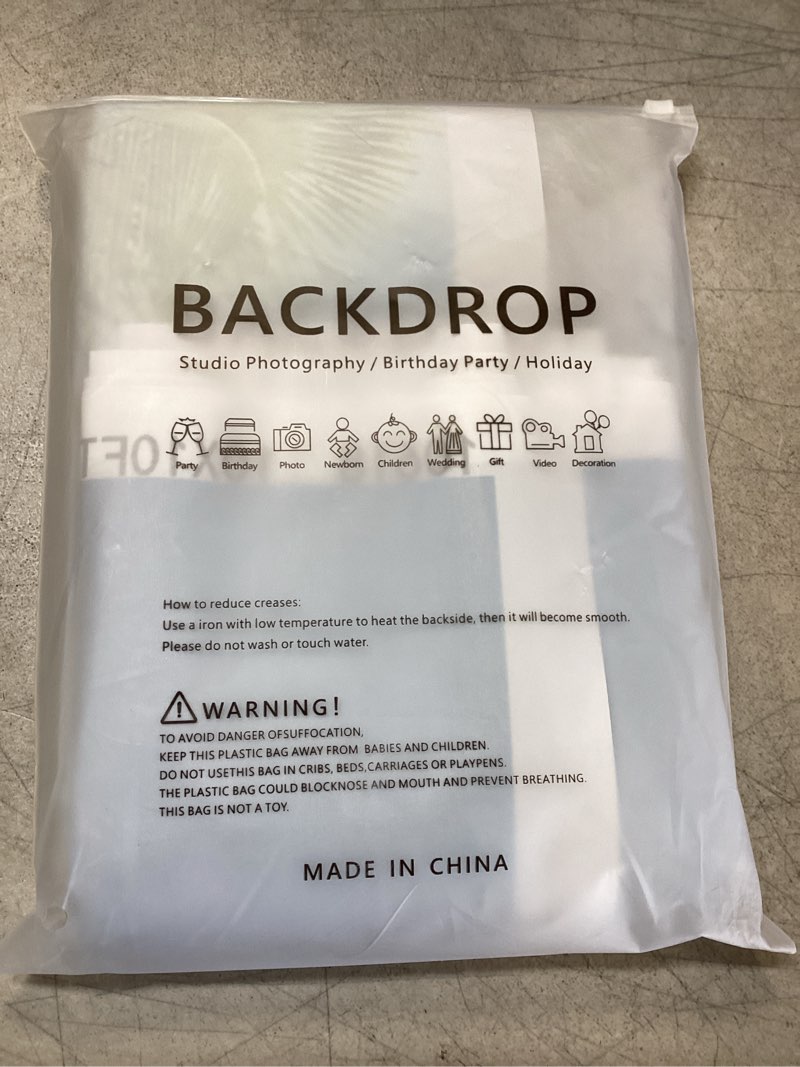 BACKDROP
Studio Photography / Birthday Party / Holiday
Party Birthday Photo Newborn Children Wedding Gift Video Decoration
How to reduce creases:
Use a iron with low temperature to heat the backside, then it will become smooth.
Please do not wash or touch water.
WARNING!
TO AVOID DANGER OFSUFFOCATION,
KEEP THIS PLASTIC BAG AWAY FROM BABIES AND CHILDREN.
DO NOT USETHIS BAG IN CRIBS, BEDS,CARRIAGES OR PLAYPENS.
THE PLASTIC BAG COULD BLOCKNOSE AND MOUTH AND PREVENT BREATHING.
THIS BAG IS NOT A TOY.
MADE IN CHINA